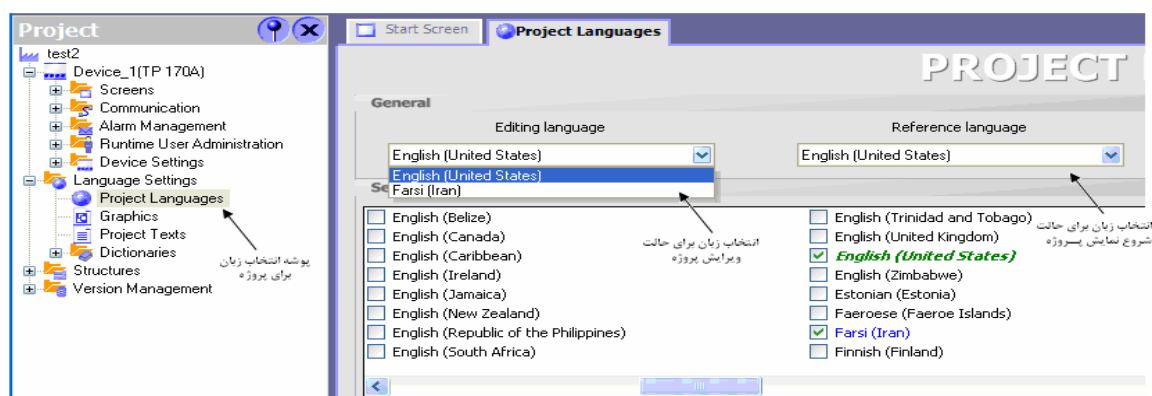 Project
test2
Device_1(TP 170A)
Screens
Communication
Alarm Management
Runtime User Administration
Device Settings
Language Settings
Project Languages
Graphics
Project Texts
Dictionaries
Structures
Version Management
پوشه انتخاب زبان
برای پروژه
Start Screen
Project Languages
PROJECT
General
Editing language
Reference language
English (United States)
English (United States)
English (United States)
Farsi (Iran)
Se
English (Belize)
English (Canada)
English (Caribbean)
English (Ireland)
English (Jamaica)
English (New Zealand)
English (Republic of the Philippines)
English (South Africa)
انتخاب زبان برای حالت
ویرایش پروژه
English (Trinidad and Tobago)
English (United Kingdom)
English (United States)
English (Zimbabwe)
Estonian (Estonia)
Faeroese (Faeroe Islands)
Farsi (Iran)
Finnish (Finland)
انتخاب زبان برای حالت
شروع نمایش پـــروژه